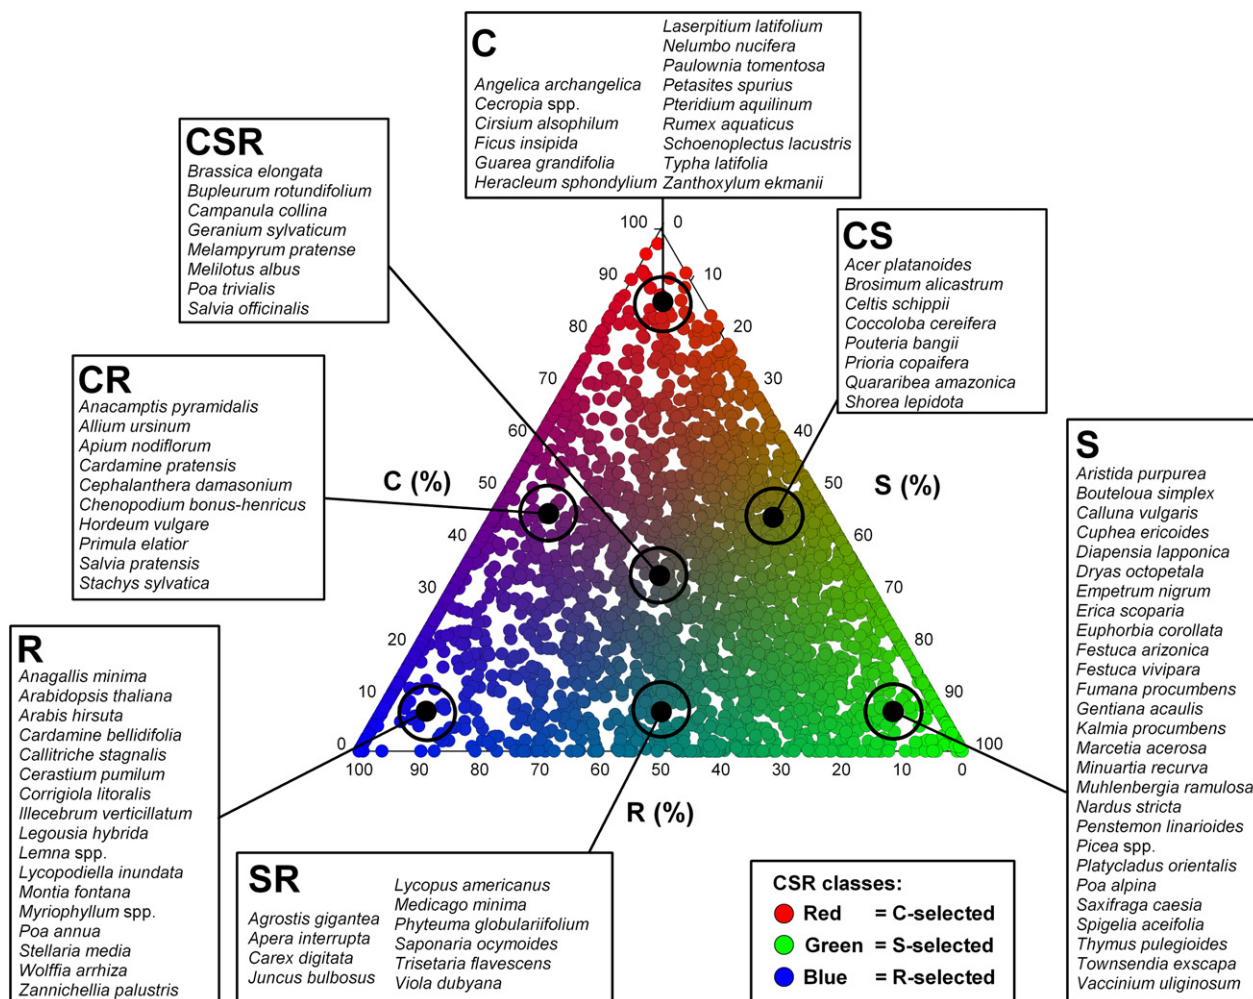 C
Angelica archangelica
Cecropia spp.
Cirsium alsophilum
Ficus insipida
Guarea grandifolia
Heracleum sphondylium
Laserpitium latifolium
Nelumbo nucifera
Paulownia tomentosa
Petasites spurius
Pteridium aquilinum
Rumex aquaticus
Schoenoplectus lacustris
Typha latifolia
Zanthoxylum ekmanii
CSR
Brassica elongata
Bupleurum rotundifolium
Campanula collina
Geranium sylvaticum
Melampyrum pratense
Melilotus albus
Poa trivialis
Salvia officinalis
CS
Acer platanoides
Brosimum alicastrum
Celtis schippii
Coccoloba cereifera
Pouteria bangii
Prioria copaifera
Quararibea amazonica
Shorea lepidota
CR
Anacamptis pyramidalis
Allium ursinum
Apium nodiflorum
Cardamine pratensis
Cephalanthera damasonium
Chenopodium bonus-henricus
Hordeum vulgare
Primula elatior
Salvia pratensis
Stachys sylvatica
S
Aristida purpurea
Bouteloua simplex
Calluna vulgaris
Cuphea ericoides
Diapensia lapponica
Dryas octopetala
Empetrum nigrum
Erica scoparia
Euphorbia corollata
Festuca arizonica
Festuca vivipara
Fumana procumbens
Gentiana acaulis
Kalmia procumbens
Marcetia acerosa
Minuartia recurva
Muhlenbergia ramulosa
Nardus stricta
Penstemon linarioides
Picea spp.
Platycladus orientalis
Poa alpina
Saxifraga caesia
Spigelia aceifolia
Thymus pulegioides
Townsendia exscapa
Vaccinium uliginosum
R
Anagallis minima
Arabidopsis thaliana
Arabis hirsuta
Cardamine bellidifolia
Callitriche stagnalis
Cerastium pumilum
Corrigiola litoralis
Illecebrum verticillatum
Legousia hybrida
Lemna spp.
Lycopodiella inundata
Montia fontana
Myriophyllum spp.
Poa annua
Stellaria media
Wolffia arrhiza
Zannichellia palustris
SR
Agrostis gigantea
Apera interrupta
Carex digitata
Juncus bulbosus
Lycopus americanus
Medicago minima
Phyteuma globulariifolium
Saponaria ocymoides
Trisetaria flavescens
Viola dubyana
C (%)
100
90
80
70
60
50
40
30
20
10
0
S (%)
0
10
20
30
40
50
60
70
80
90
100
100 90 80 70 60 50 40 30 20 10 0
R (%)
CSR classes:
Red = C-selected
Green = S-selected
Blue = R-selected